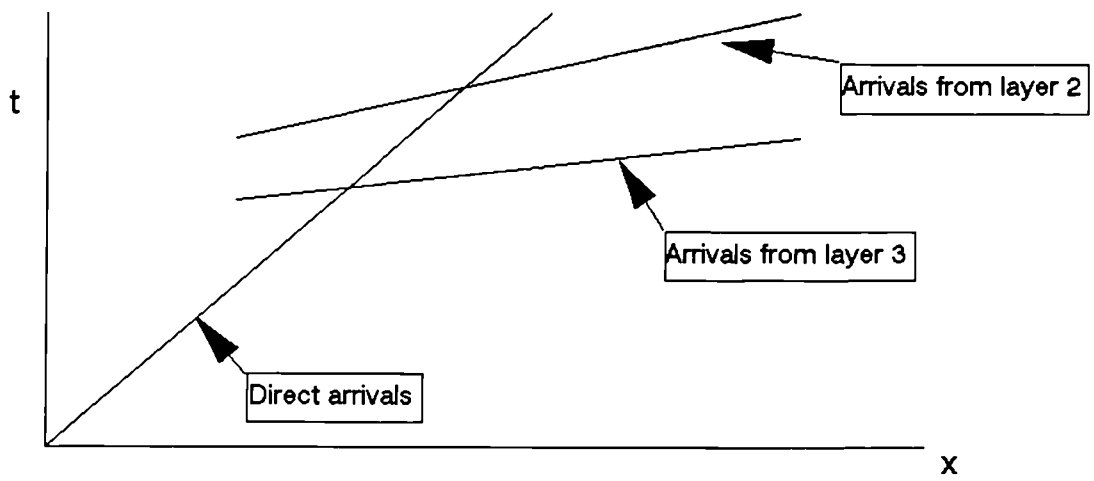 t
Arrivals from layer 2
Arrivals from layer 3
Direct arrivals
x